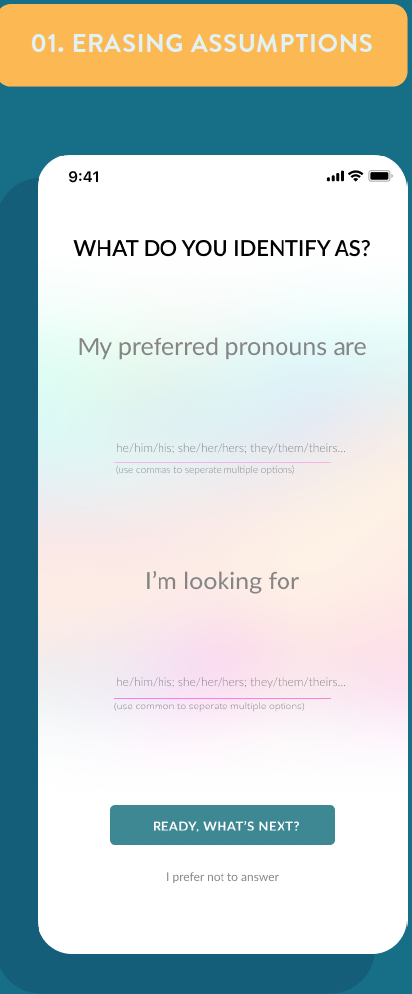 01. ERASING ASSUMPTIONS
9:41
WHAT DO YOU IDENTIFY AS?
My preferred pronouns are
he/him/his; she/her/hers; they/them/theirs...
(use commas to seperate multiple options)
I'm looking for
he/him/his; she/her/hers; they/them/theirs...
(use common to seperate multiple options)
READY, WHAT'S NEXT?
I prefer not to answer